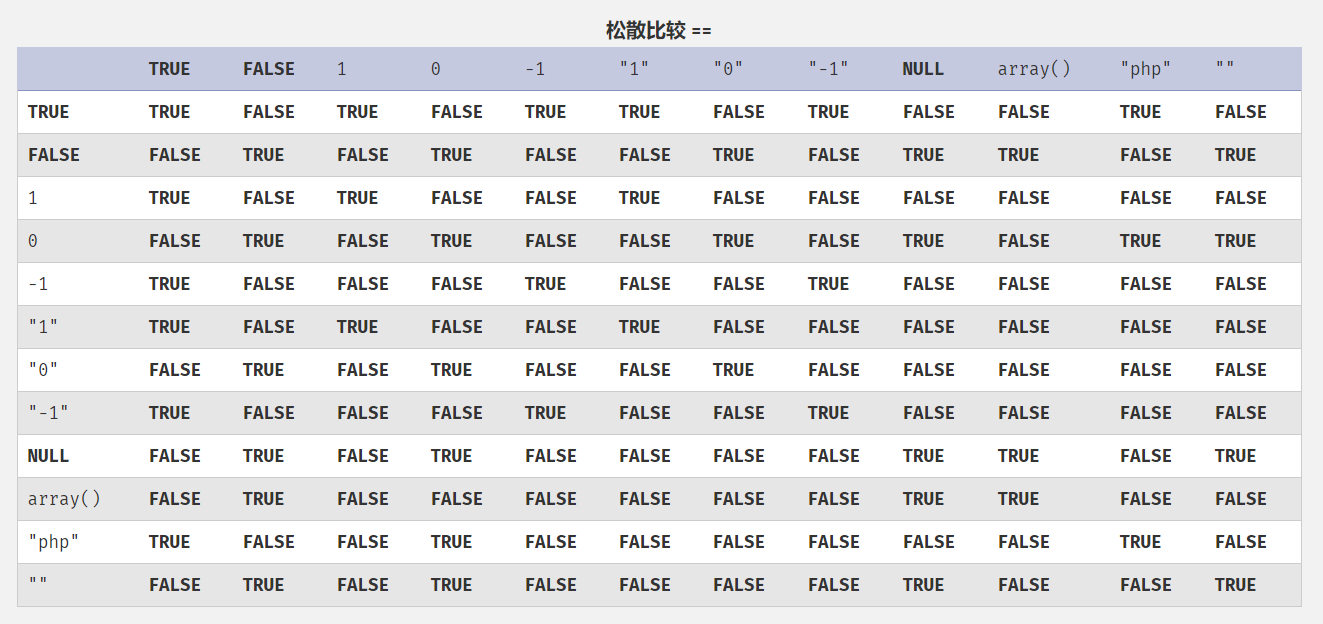 松散比较 ==
TRUE FALSE 1 0 -1 "1" "0" "-1" NULL array() "php" ""
TRUE TRUE FALSE TRUE FALSE TRUE TRUE FALSE TRUE FALSE FALSE TRUE FALSE
FALSE FALSE TRUE FALSE TRUE FALSE FALSE TRUE FALSE TRUE TRUE FALSE TRUE
1 TRUE FALSE TRUE FALSE FALSE TRUE FALSE FALSE FALSE FALSE FALSE FALSE
0 FALSE TRUE FALSE TRUE FALSE FALSE TRUE FALSE TRUE FALSE TRUE TRUE
-1 TRUE FALSE FALSE FALSE TRUE FALSE FALSE TRUE FALSE FALSE FALSE FALSE
"1" TRUE FALSE TRUE FALSE FALSE TRUE FALSE FALSE FALSE FALSE FALSE FALSE
"0" FALSE TRUE FALSE TRUE FALSE FALSE TRUE FALSE FALSE FALSE FALSE FALSE
"-1" TRUE FALSE FALSE FALSE TRUE FALSE FALSE TRUE FALSE FALSE FALSE FALSE
NULL FALSE TRUE FALSE TRUE FALSE FALSE FALSE FALSE TRUE TRUE FALSE TRUE
array() FALSE TRUE FALSE FALSE FALSE FALSE FALSE FALSE TRUE TRUE FALSE FALSE
"php" TRUE FALSE FALSE TRUE FALSE FALSE FALSE FALSE FALSE FALSE TRUE FALSE
"" FALSE TRUE FALSE TRUE FALSE FALSE FALSE FALSE TRUE FALSE FALSE TRUE